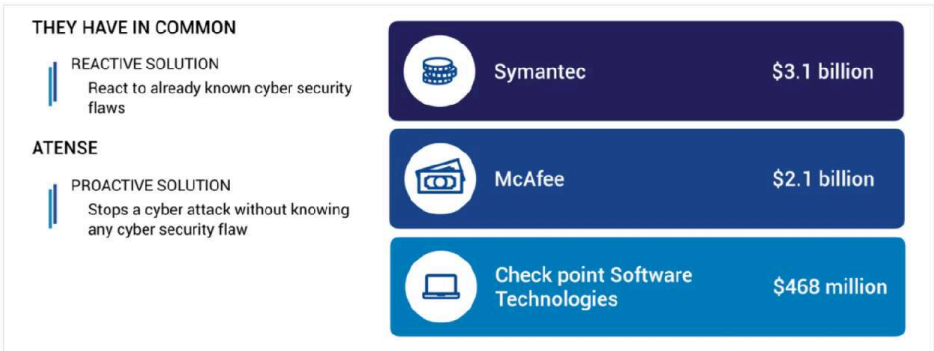 THEY HAVE IN COMMON
REACTIVE SOLUTION
React to already known cyber security
flaws
ATENSE
PROACTIVE SOLUTION
Stops a cyber attack without knowing
any cyber security flaw
Symantec $3.1 billion
McAfee $2.1 billion
Check point Software
Technologies
$468 million